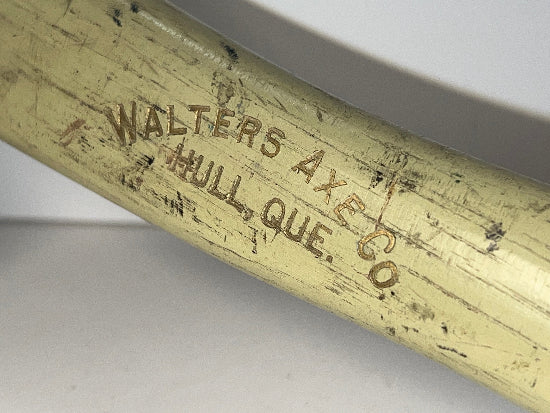 WALTERS AXE CO
HULL, QUE.